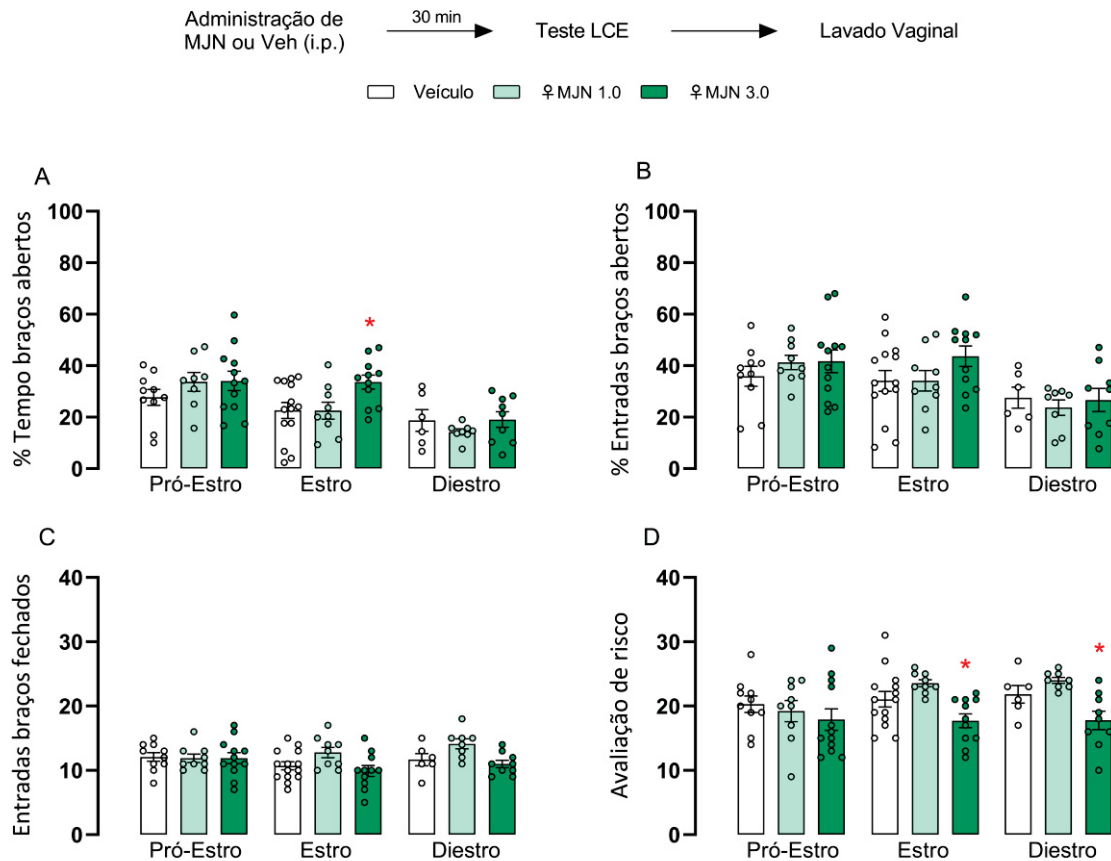 Administração de
MJN ou Veh (i.p.)
30 min
Teste LCE
Lavado Vaginal
Veículo
♀MJN 1.0
♀MJN 3.0
A
% Tempo braços abertos
100
80
60
40
20
0
*
Pró-Estro
Estro
Diestro
B
% Entradas braços abertos
100
80
60
40
20
0
Pró-Estro
Estro
Diestro
C
Entradas braços fechados
40
30
20
10
0
Pró-Estro
Estro
Diestro
D
Avaliação de risco
40
30
20
10
0
*
*
Pró-Estro
Estro
Diestro